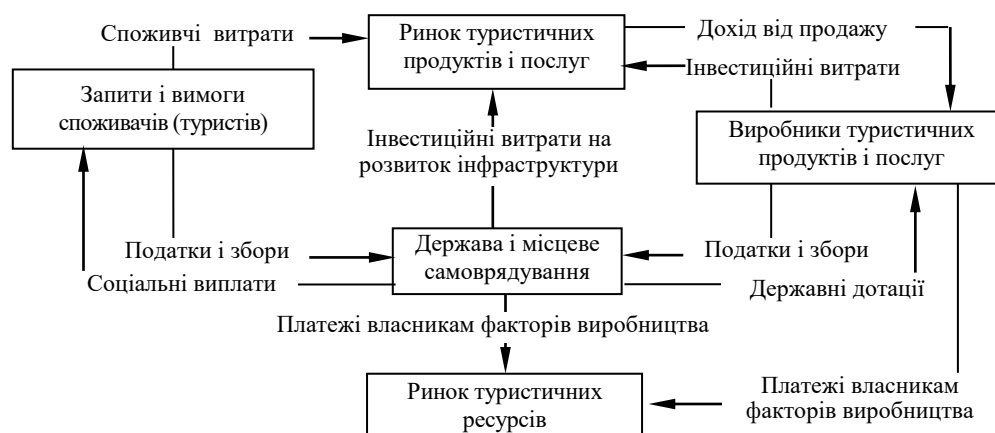 Споживчі витрати
Ринок туристичних
продуктів і послуг
Дохід від продажу
Інвестиційні витрати
Запити і вимоги
споживачів (туристів)
Інвестиційні витрати на
розвиток інфраструктури
Виробники туристичних
продуктів і послуг
Податки і збори
Держава і місцеве
самоврядування
Податки і збори
Соціальні виплати
Державні дотації
Платежі власникам факторів виробництва
Ринок туристичних
ресурсів
Платежі власникам
факторів виробництва